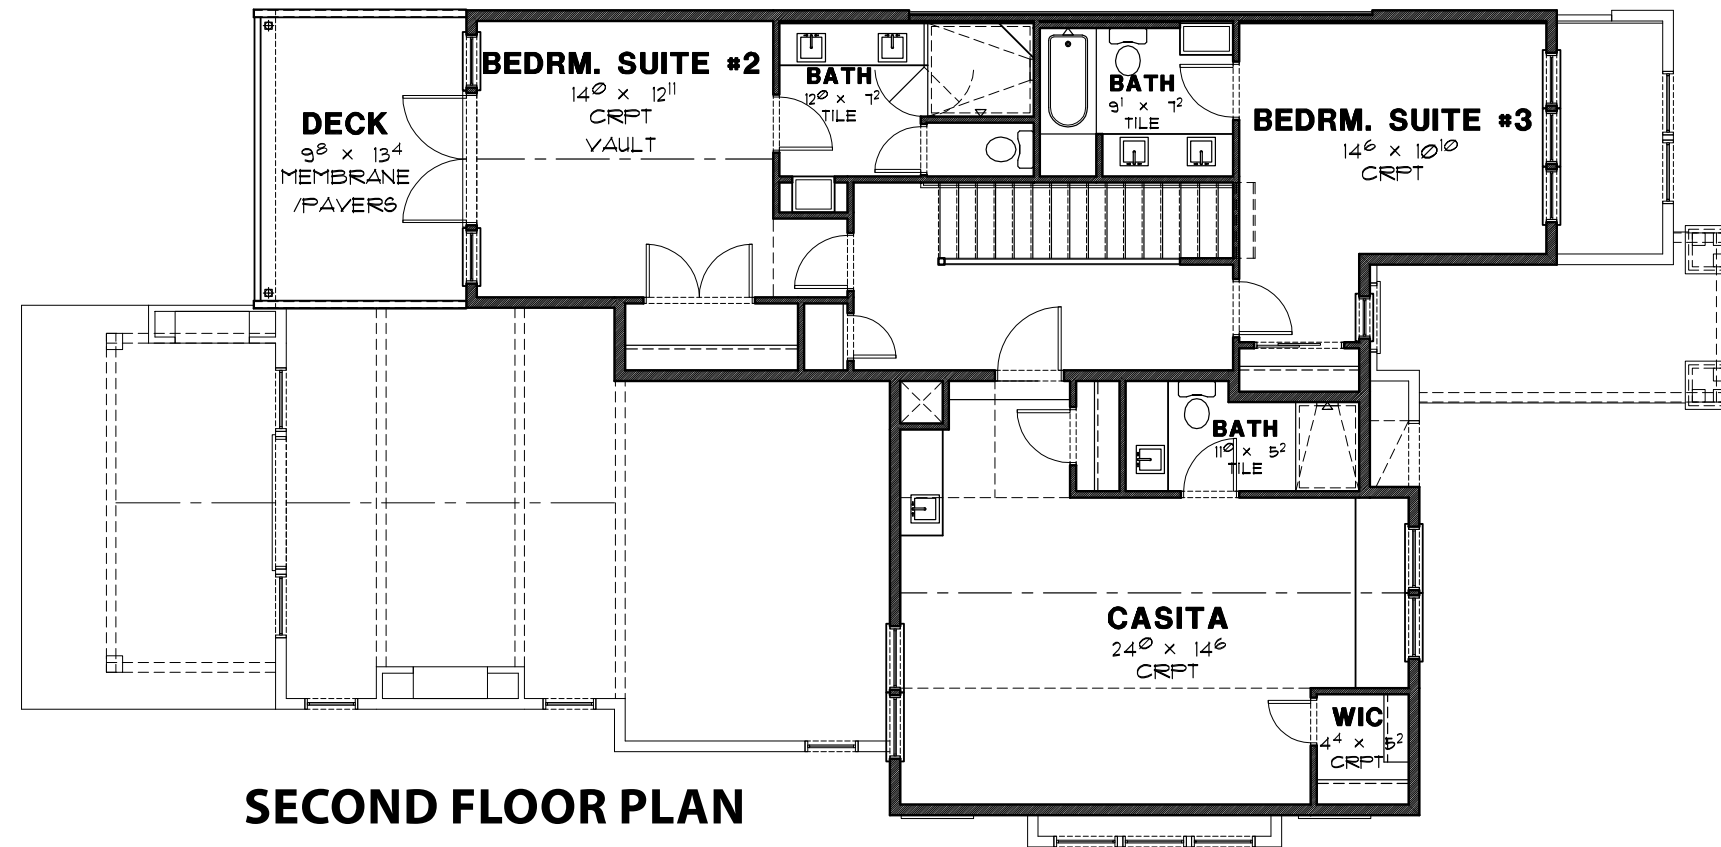 DECK
9⁸ x 13⁴
MEMBRANE
/PAVERS
BEDRM. SUITE #2
14⁰ x 12¹¹
CRPT
VAULT
BATH
12⁰ x 7²
TILE
BATH
9¹ x 7²
TILE
BEDRM. SUITE #3
14⁶ x 10¹⁰
CRPT
BATH
11⁰ x 5²
TILE
CASITA
24⁰ x 14⁶
CRPT
WIC
4⁴ x 5²
CRPT
SECOND FLOOR PLAN